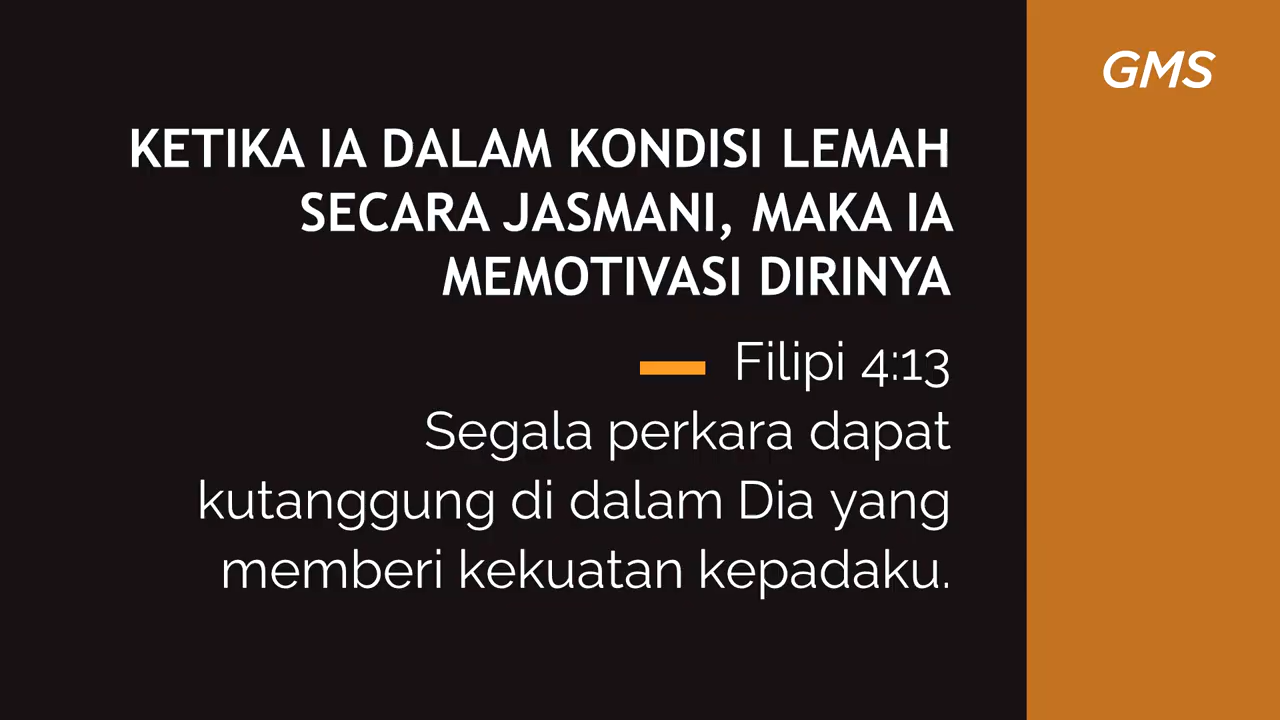 GMS
KETIKA IA DALAM KONDISI LEMAH
SECARA JASMANI, MAKA IA
MEMOTIVASI DIRINYA
Filipi 4:13
Segala perkara dapat
kutanggung di dalam Dia yang
memberi kekuatan kepadaku.